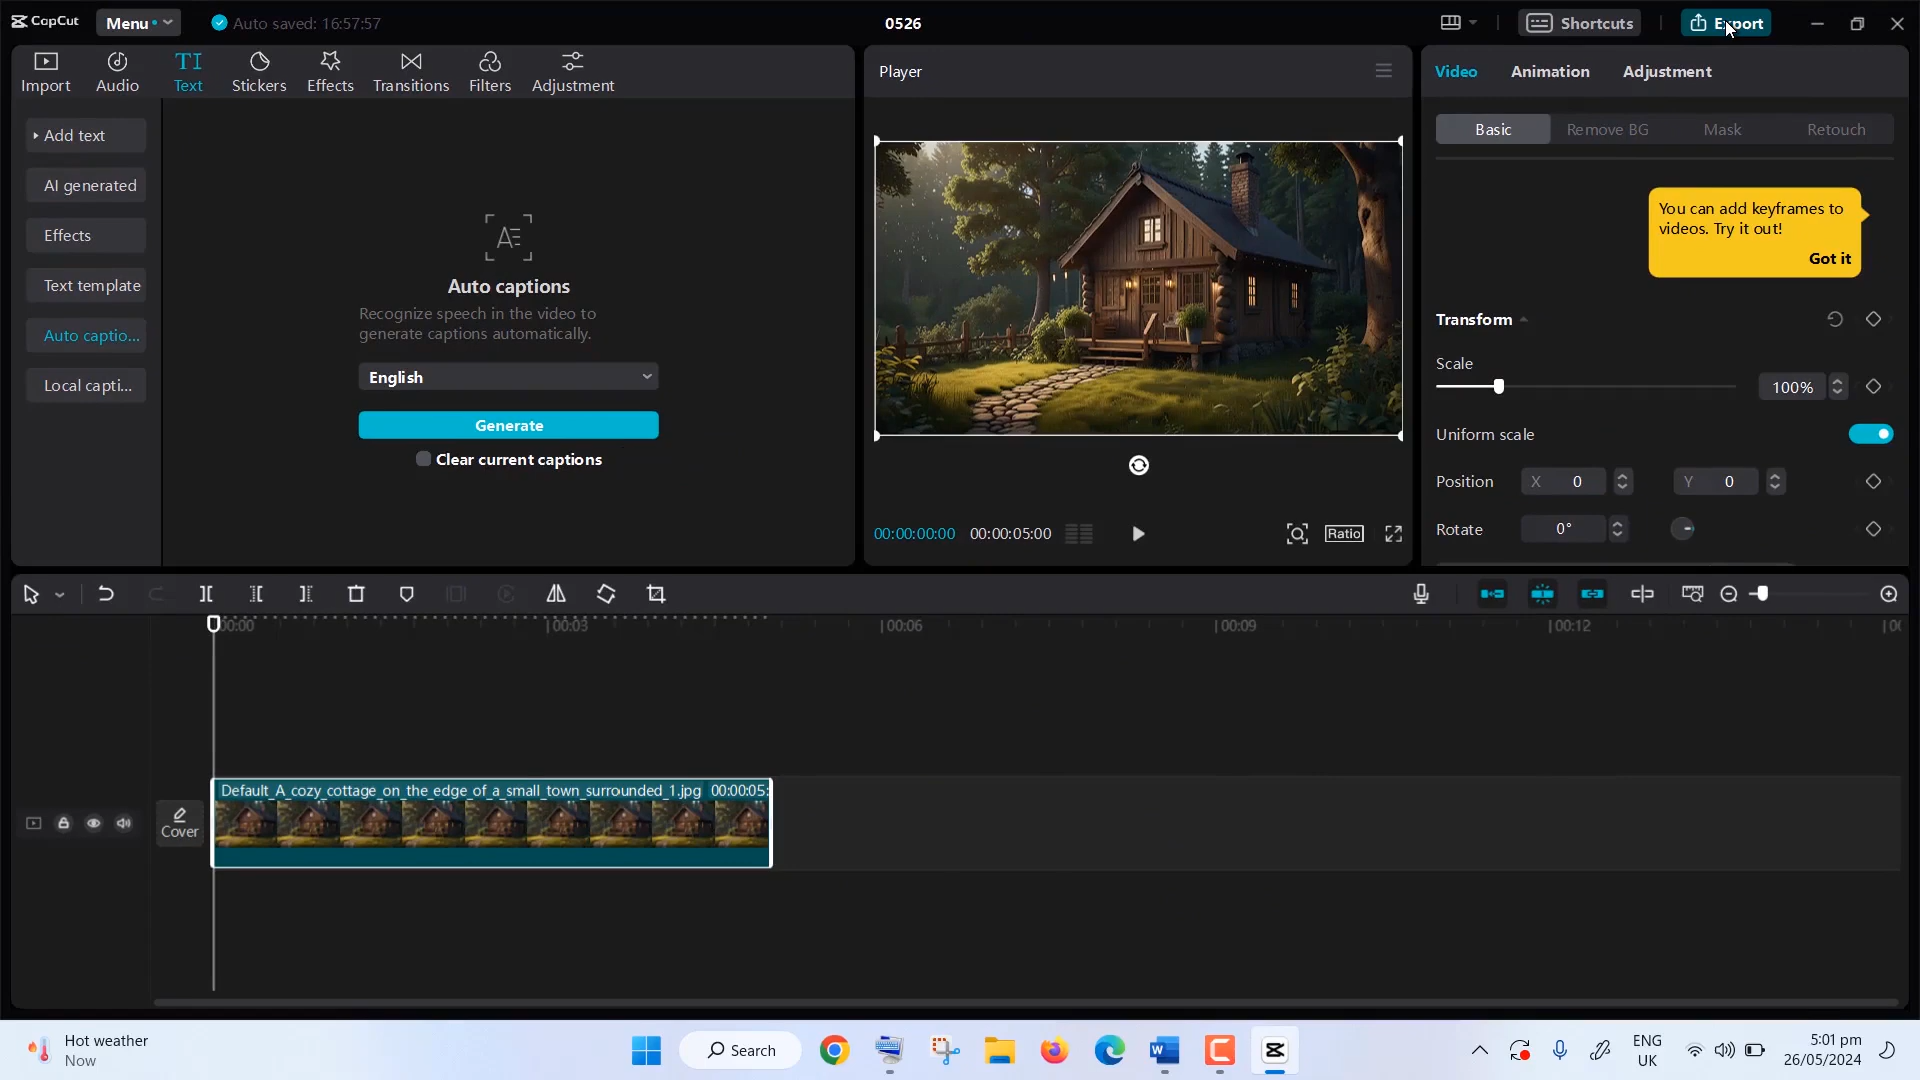 CapCut
Menu
Auto saved: 16:57:57
0526
Shortcuts
Export
Import
Audio
Text
Stickers
Effects
Transitions
Filters
Adjustment
Player
Video
Animation
Adjustment
Add text
AI generated
Effects
Text template
Auto captio...
Local capti...
Auto captions
Recognize speech in the video to
generate captions automatically.
English
Generate
Clear current captions
00:00:00:00
00:00:05:00
Ratio
Basic
Remove BG
Mask
Retouch
You can add keyframes to
videos. Try it out!
Got it
Transform
Scale
100%
Uniform scale
Position
X 0
Y 0
Rotate
0°
00:00
00:03
00:06
00:09
00:12
Cover
Default_A_cozy_cottage_on_the_edge_of_a_small_town_surrounded_1.jpg 00:00:05:
Hot weather
Now
Search
ENG
UK
5:01 pm
26/05/2024